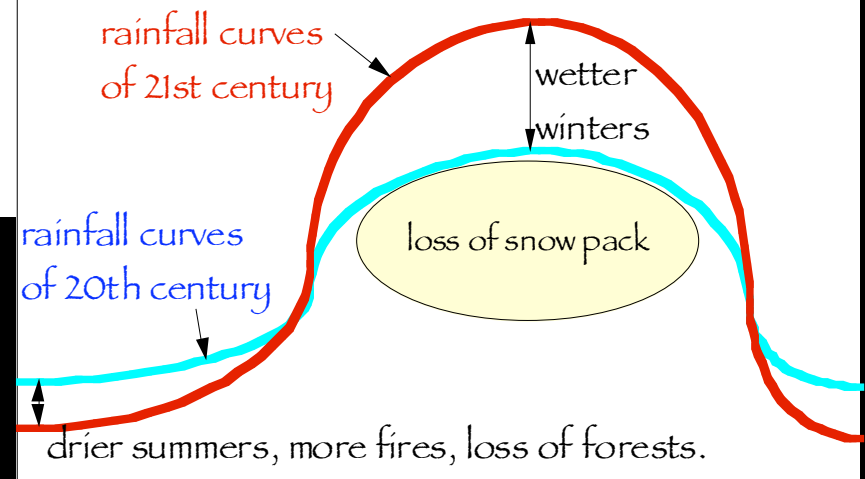 rainfall curves
of 21st century
wetter
winters
rainfall curves
of 20th century
loss of snow pack
drier summers, more fires, loss of forests.